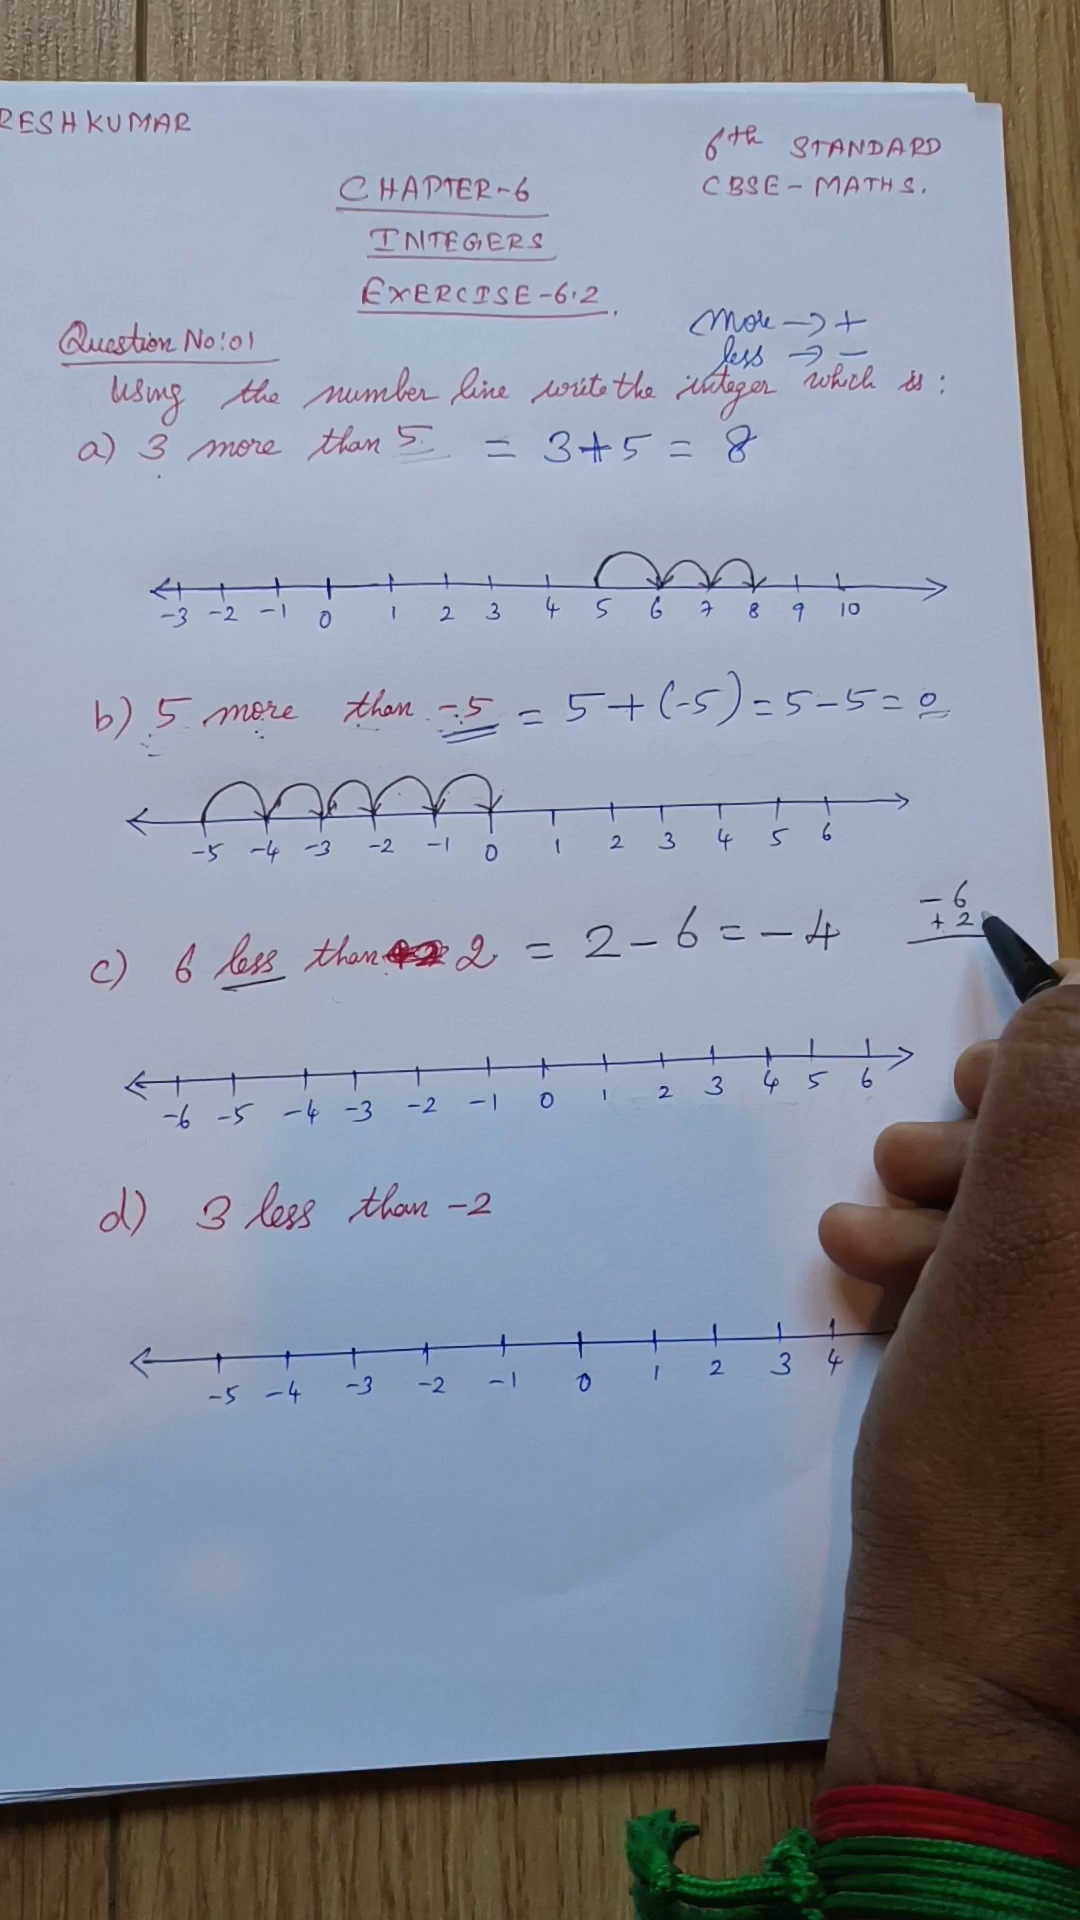 RESHKUMAR
6th STANDARD
CBSE - MATHS.
CHAPTER-6
INTEGERS
EXERCISE-6.2.
more → +
less → −
Question No:01
Using the number line write the integer which is:
a) 3 more than 5 = 3+5 = 8
-3 -2 -1 0 1 2 3 4 5 6 7 8 9 10
b) 5 more than -5 = 5+(-5)=5-5=0
-5 -4 -3 -2 -1 0 1 2 3 4 5 6
-6
+2
c) 6 less than 2 = 2-6=-4
-6 -5 -4 -3 -2 -1 0 1 2 3 4 5 6
d) 3 less than -2
-5 -4 -3 -2 -1 0 1 2 3 4